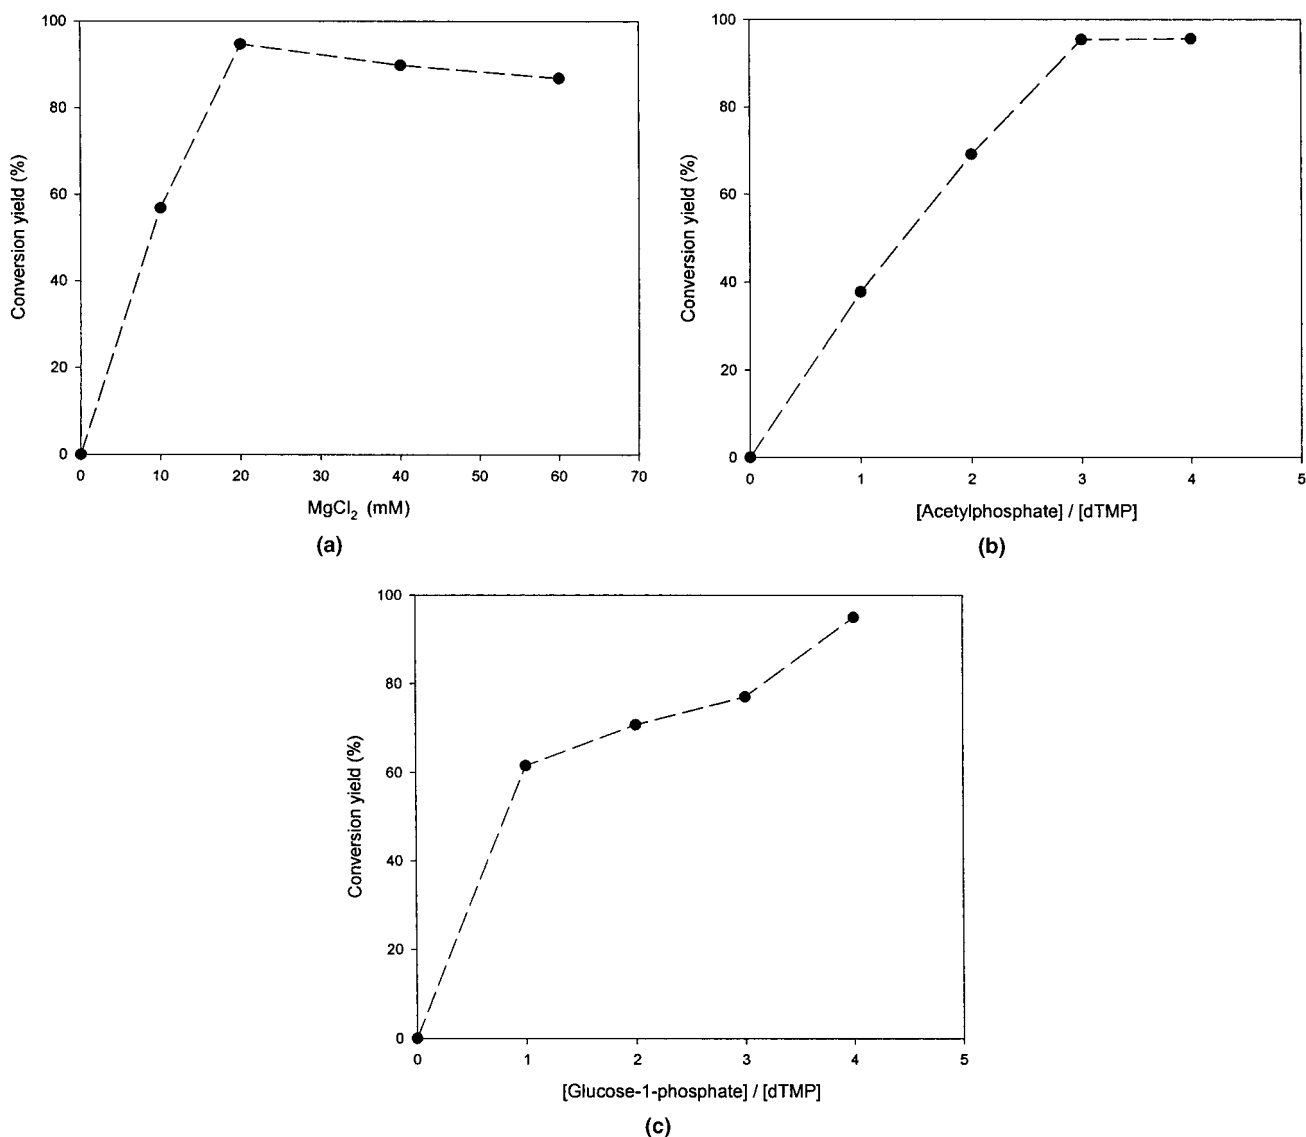 100
80
60
40
20
0
Conversion yield (%)
0 10 20 30 40 50 60 70
MgCl₂ (mM)
(a)
100
80
60
40
20
0
Conversion yield (%)
0 1 2 3 4 5
[Acetylphosphate] / [dTMP]
(b)
100
80
60
40
20
0
Conversion yield (%)
0 1 2 3 4 5
[Glucose-1-phosphate] / [dTMP]
(c)